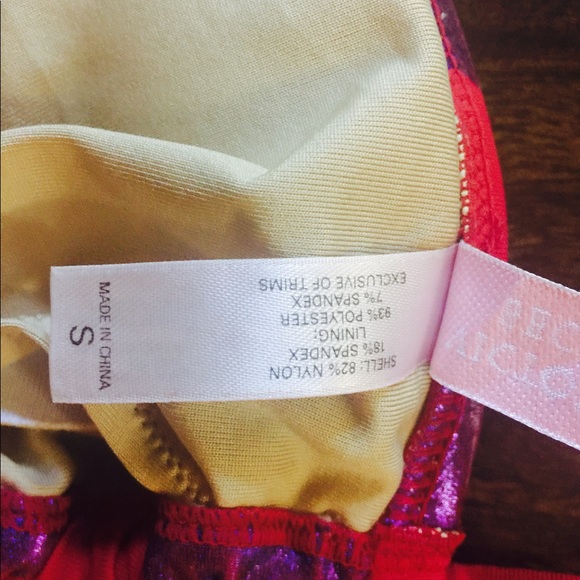 SHELL: 82% NYLON
18% SPANDEX
LINING:
93% POLYESTER
7% SPANDEX
EXCLUSIVE OF TRIMS
MADE IN CHINA
S